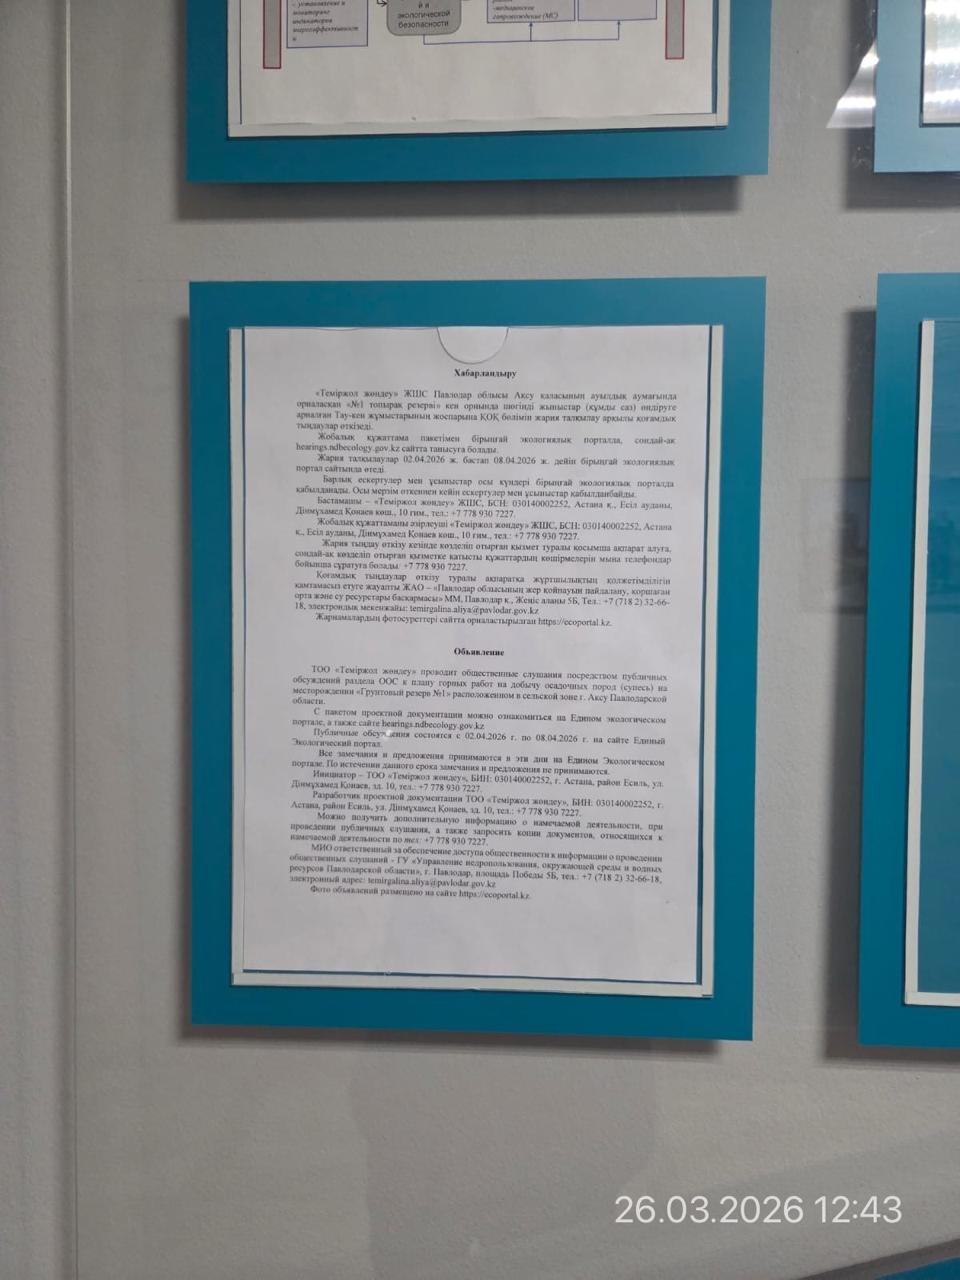 - установление и
мониторинг
индикаторов
энергоэффективност
и
й и
экологической
безопасности
-медицинское
сопровождение (МС)
Хабарландыру
«Теміржол жөндеу» ЖШС Павлодар облысы Ақсу қаласының ауылдық аумағында
орналасқан «№1 топырақ резерві» кен орнында шөгінді жыныстар (құмды саз) өндіруге
арналған Тау-кен жұмыстарының жоспарына ҚОҚ бөлімін жария талқылау арқылы қоғамдық
тыңдаулар өткізеді.
Жобалық құжаттама пакетімен бірыңғай экологиялық порталда, сондай-ақ
hearings.ndbecology.gov.kz сайтта танысуға болады.
Жария талқылаулар 02.04.2026 ж. бастап 08.04.2026 ж. дейін бірыңғай экологиялық
портал сайтында өтеді.
Барлық ескертулер мен ұсыныстар осы күндері бірыңғай экологиялық порталда
қабылданады. Осы мерзім өткеннен кейін ескертулер мен ұсыныстар қабылданбайды.
Бастамашы – «Теміржол жөндеу» ЖШС, БСН: 030140002252, Астана қ., Есіл ауданы,
Дінмұхамед Қонаев көш., 10 ғим., тел.: +7 778 930 7227.
Жобалық құжаттаманы әзірлеуші «Теміржол жөндеу» ЖШС, БСН: 030140002252, Астана
қ., Есіл ауданы, Дінмұхамед Қонаев көш., 10 ғим., тел.: +7 778 930 7227.
Жария тыңдау өткізу кезінде көзделіп отырған қызмет туралы қосымша ақпарат алуға,
сондай-ақ көзделіп отырған қызметке қатысты құжаттардың көшірмелерін мына телефондар
бойынша сұратуға болады: +7 778 930 7227.
Қоғамдық тыңдаулар өткізу туралы ақпаратқа жұртшылықтың қолжетімділігін
қамтамасыз етуге жауапты ЖАО – «Павлодар облысының жер қойнауын пайдалану, қоршаған
орта және су ресурстары басқармасы» ММ, Павлодар қ., Жеңіс алаңы 5Б, Тел.: +7 (718 2) 32-66-
18, электрондық мекенжайы: temirgalina.aliya@pavlodar.gov.kz
Жарнамалардың фотосуреттері сайтта орналастырылған https://ecoportal.kz.
Объявление
ТОО «Теміржол жөндеу» проводит общественные слушания посредством публичных
обсуждений раздела ООС к плану горных работ на добычу осадочных пород (супесь) на
месторождении «Грунтовый резерв №1» расположенном в сельской зоне г. Аксу Павлодарской
области.
С пакетом проектной документации можно ознакомиться на Едином экологическом
портале, а также сайте hearings.ndbecology.gov.kz
Публичные обсуждения состоятся с 02.04.2026 г. по 08.04.2026 г. на сайте Единый
Экологический портал.
Все замечания и предложения принимаются в эти дни на Едином Экологическом
портале. По истечении данного срока замечания и предложения не принимаются.
Инициатор – ТОО «Теміржол жөндеу», БИН: 030140002252, г. Астана, район Есиль, ул.
Дінмұхамед Қонаев, зд. 10, тел.: +7 778 930 7227.
Разработчик проектной документации ТОО «Теміржол жөндеу», БИН: 030140002252, г.
Астана, район Есиль, ул. Дінмұхамед Қонаев, зд. 10, тел.: +7 778 930 7227.
Можно получить дополнительную информацию о намечаемой деятельности, при
проведении публичных слушания, а также запросить копии документов, относящихся к
намечаемой деятельности по тел: +7 778 930 7227.
МИО ответственный за обеспечение доступа общественности к информации о проведении
общественных слушаний - ГУ «Управление недропользования, окружающей среды и водных
ресурсов Павлодарской области», г. Павлодар, площадь Победы 5Б, тел.: +7 (718 2) 32-66-18,
электронный адрес: temirgalina.aliya@pavlodar.gov.kz
Фото объявлений размещено на сайте https://ecoportal.kz.
26.03.2026 12:43